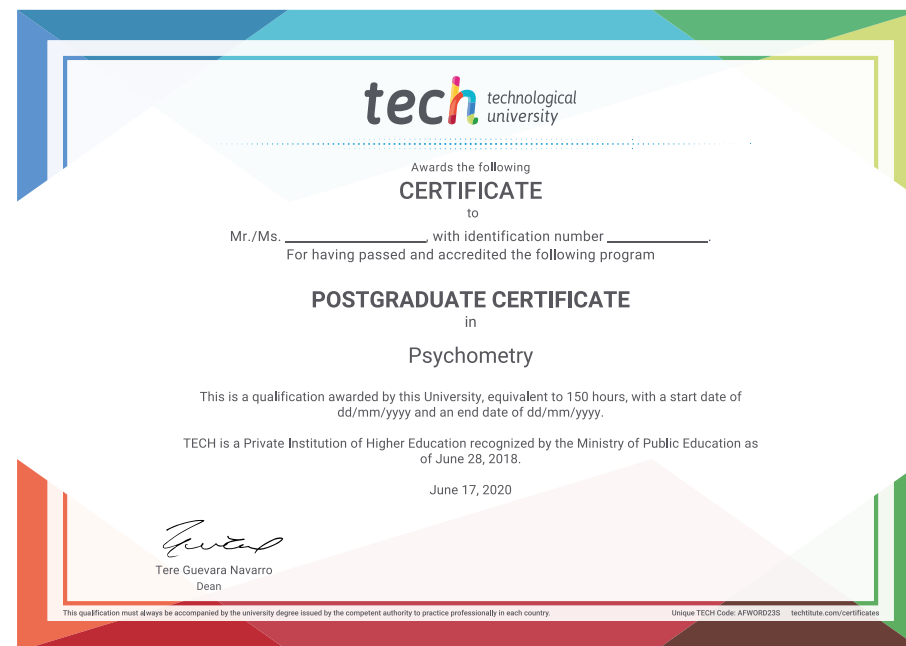 tech technological
university
Awards the following
CERTIFICATE
to
Mr./Ms. ____________________, with identification number ______________.
For having passed and accredited the following program
POSTGRADUATE CERTIFICATE
in
Psychometry
This is a qualification awarded by this University, equivalent to 150 hours, with a start date of
dd/mm/yyyy and an end date of dd/mm/yyyy.
TECH is a Private Institution of Higher Education recognized by the Ministry of Public Education as
of June 28, 2018.
June 17, 2020
Tere Guevara Navarro
Dean
This qualification must always be accompanied by the university degree issued by the competent authority to practice professionally in each country. Unique TECH Code: AFWORD23S techtitute.com/certificates